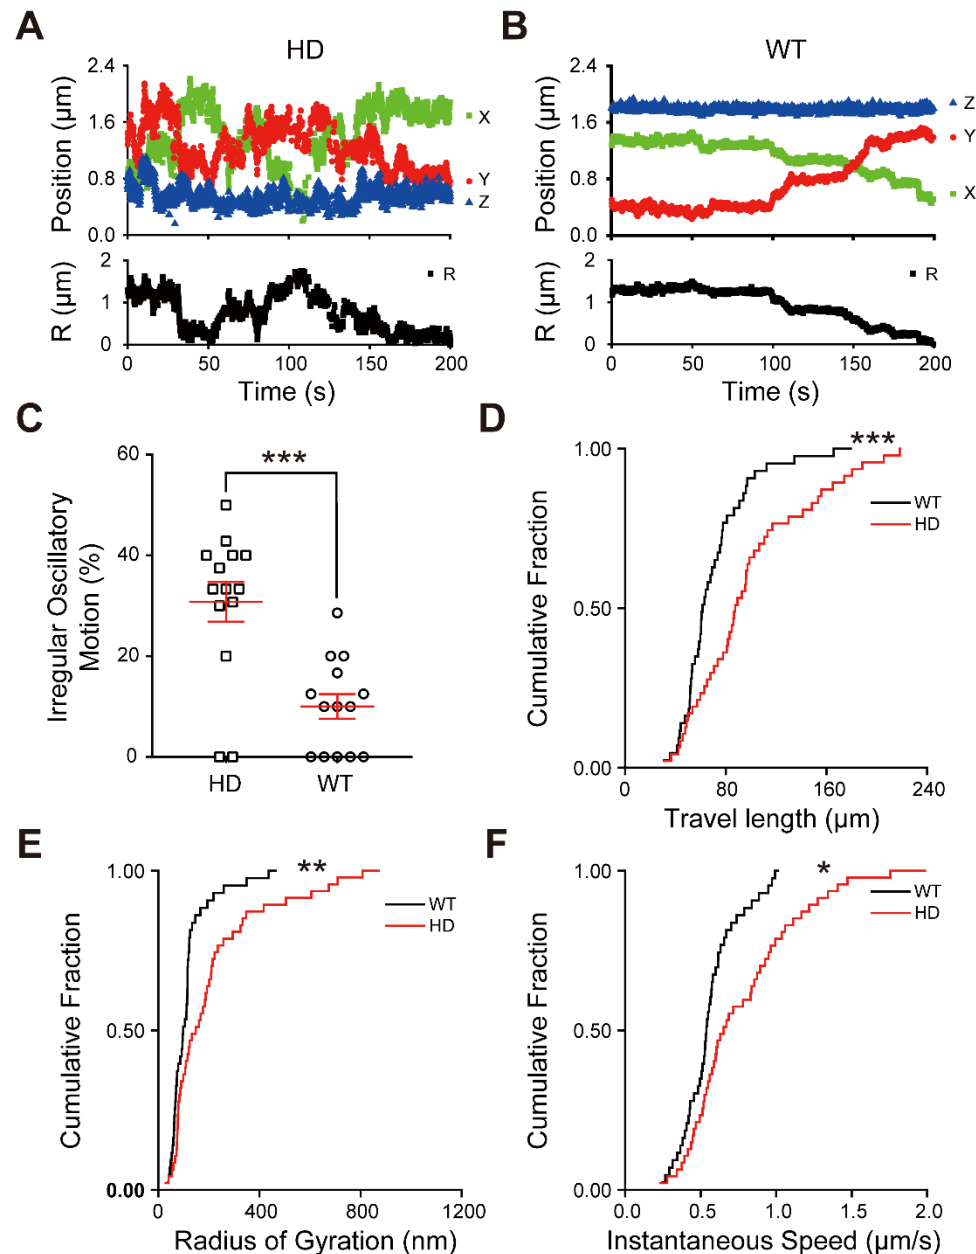 A
HD
2.4
1.6
0.8
0.0
Position (µm)
X
Y
Z
2
1
0
R (µm)
R
0 50 100 150 200
Time (s)
B
WT
2.4
1.6
0.8
0.0
Position (µm)
Z
Y
X
2
1
0
R (µm)
R
0 50 100 150 200
Time (s)
C
60
40
20
0
Irregular Oscillatory
Motion (%)
***
HD WT
D
1.00
0.50
0.00
Cumulative Fraction
***
WT
HD
0 80 160 240
Travel length (µm)
E
1.00
0.50
0.00
Cumulative Fraction
**
WT
HD
0 400 800 1200
Radius of Gyration (nm)
F
1.00
0.50
0.00
Cumulative Fraction
*
WT
HD
0.0 0.5 1.0 1.5 2.0
Instantaneous Speed (µm/s)